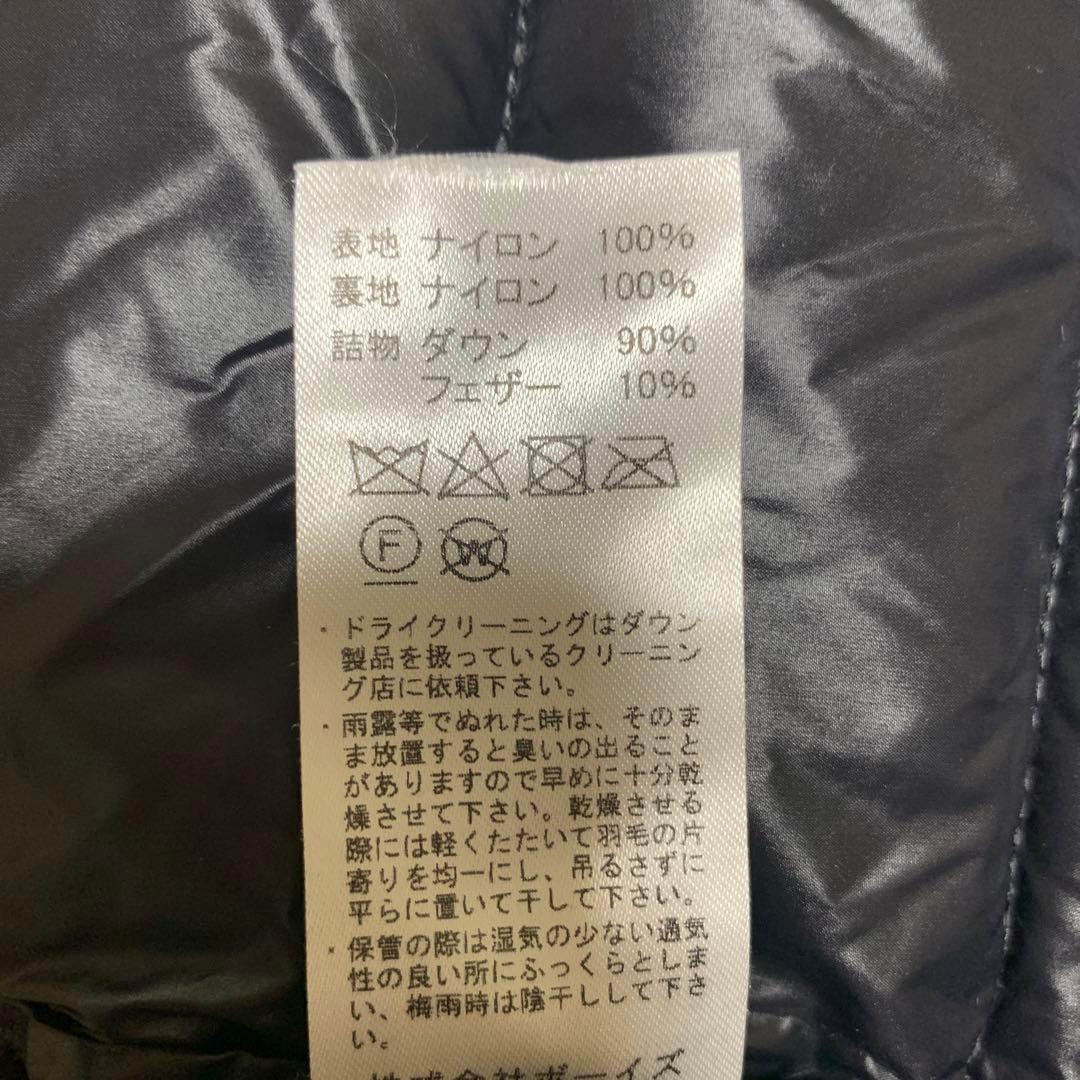 表地 ナイロン 100%
裏地 ナイロン 100%
詰物 ダウン 90%
フェザー 10%
F W
・ドライクリーニングはダウン
製品を扱っているクリーニン
グ店に依頼下さい。
・雨露等でぬれた時は、そのま
ま放置すると臭いの出ること
がありますので早めに十分乾
燥させて下さい。乾燥させる
際には軽くたたいて羽毛の片
寄りを均一にし、吊るさずに
平らに置いて干して下さい。
・保管の際は湿気の少ない通気
性の良い所にふっくらとしま
い、梅雨時は陰干しして下さ
い。
株式会社ボーイズ